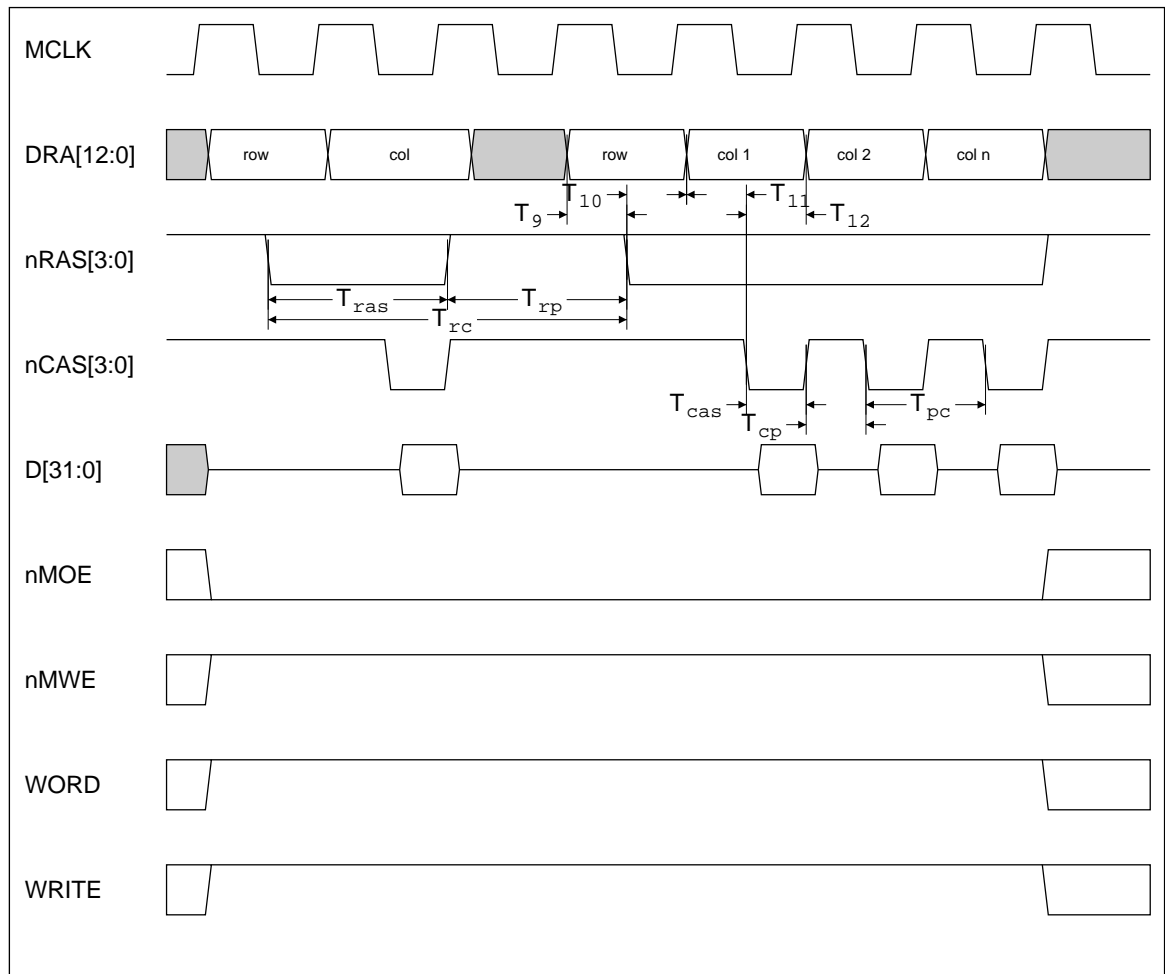 MCLK
DRA[12:0]
row
col
row
col 1
col 2
col n
T10
T11
T9
T12
nRAS[3:0]
Tras
Trp
Trc
nCAS[3:0]
Tcas
Tpc
Tcp
D[31:0]
nMOE
nMWE
WORD
WRITE